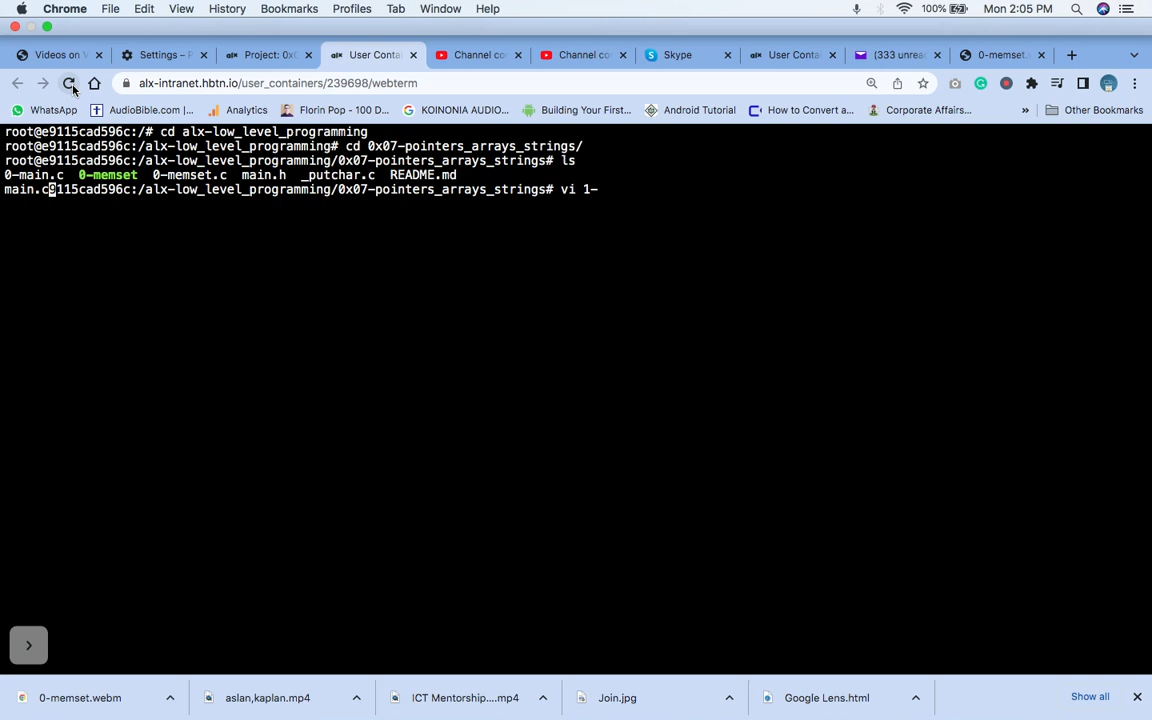 Chrome File Edit View History Bookmarks Profiles Tab Window Help 100% Mon 2:05 PM
Videos on V Settings – P alx Project: 0x0 alx User Contai Channel co Channel co Skype alx User Contai (333 unrea 0-memset.w
alx-intranet.hbtn.io/user_containers/239698/webterm
WhatsApp AudioBible.com |... Analytics Florin Pop - 100 D... KOINONIA AUDIO... Building Your First... Android Tutorial How to Convert a... Corporate Affairs... » Other Bookmarks
root@e9115cad596c:/# cd alx-low_level_programming
root@e9115cad596c:/alx-low_level_programming# cd 0x07-pointers_arrays_strings/
root@e9115cad596c:/alx-low_level_programming/0x07-pointers_arrays_strings# ls
0-main.c 0-memset 0-memset.c main.h _putchar.c README.md
main.c9115cad596c:/alx-low_level_programming/0x07-pointers_arrays_strings# vi 1-
0-memset.webm aslan,kaplan.mp4 ICT Mentorship....mp4 Join.jpg Google Lens.html Show all